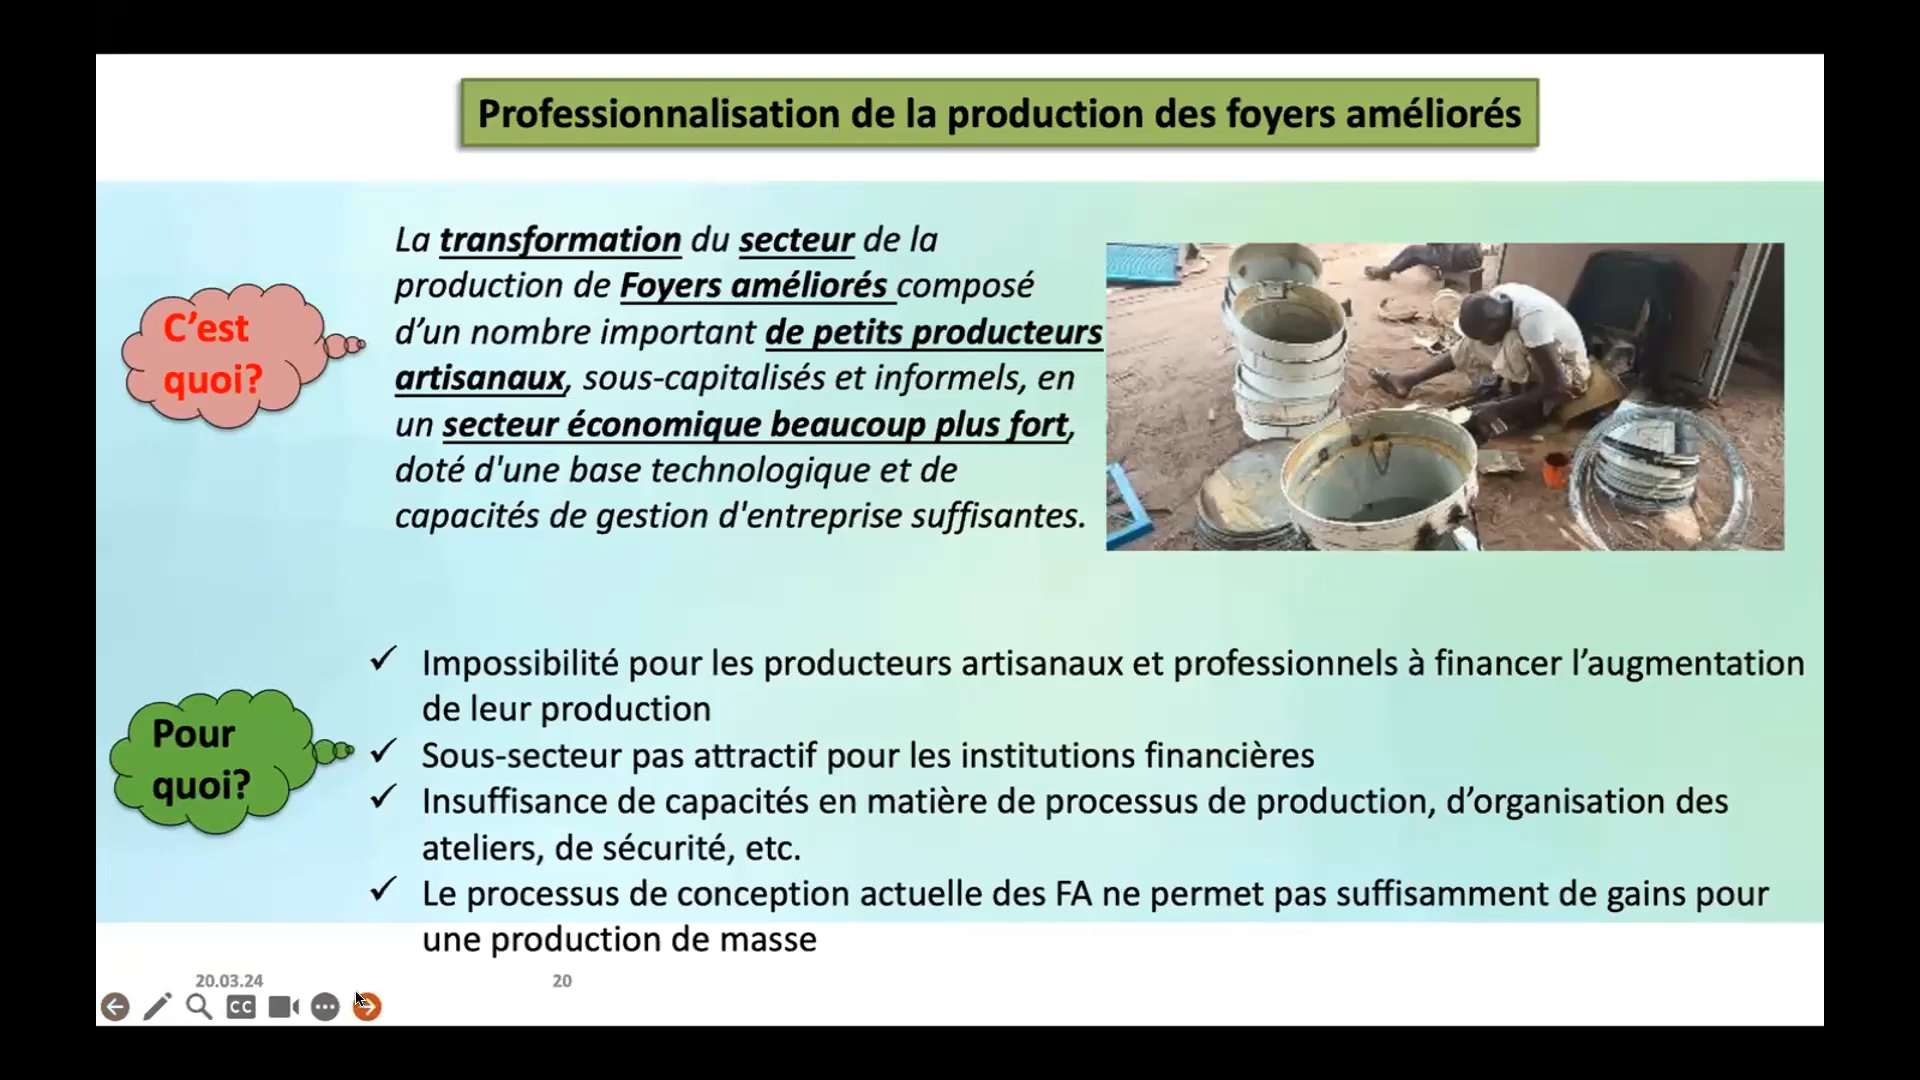 Professionnalisation de la production des foyers améliorés
C’est
quoi?
La transformation du secteur de la
production de Foyers améliorés composé
d’un nombre important de petits producteurs
artisanaux, sous-capitalisés et informels, en
un secteur économique beaucoup plus fort,
doté d'une base technologique et de
capacités de gestion d'entreprise suffisantes.
Pour
quoi?
✓ Impossibilité pour les producteurs artisanaux et professionnels à financer l’augmentation
de leur production
✓ Sous-secteur pas attractif pour les institutions financières
✓ Insuffisance de capacités en matière de processus de production, d’organisation des
ateliers, de sécurité, etc.
✓ Le processus de conception actuelle des FA ne permet pas suffisamment de gains pour
une production de masse
20.03.24
20
CC